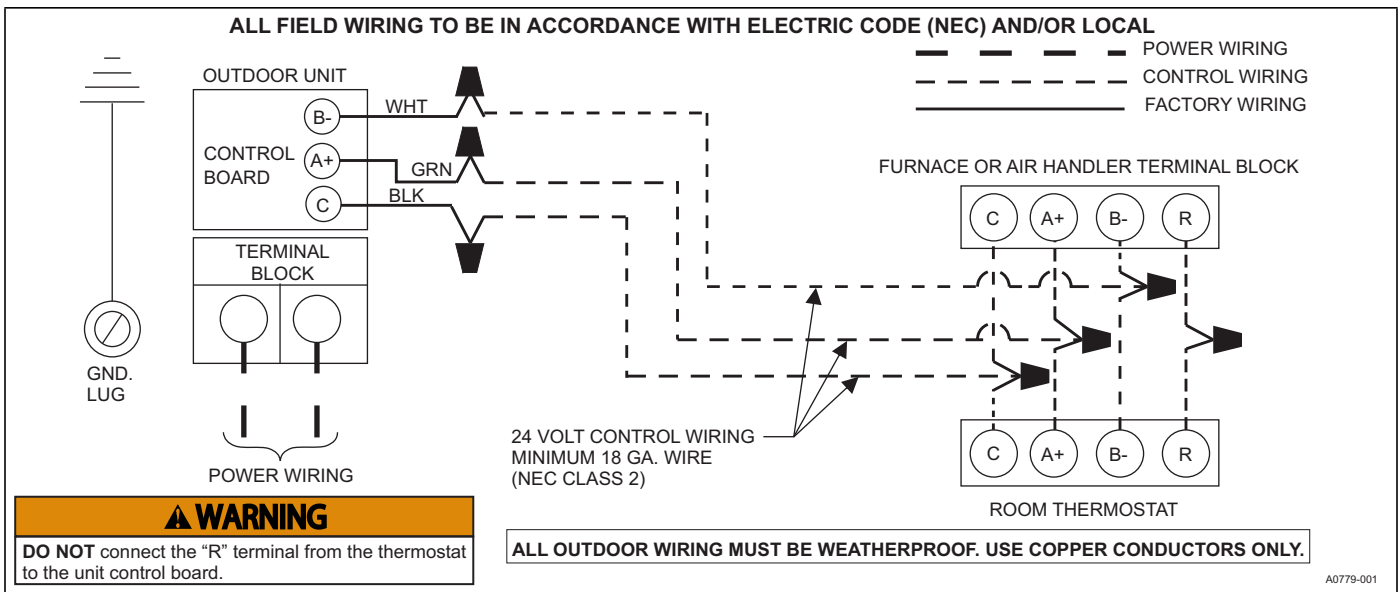 ALL FIELD WIRING TO BE IN ACCORDANCE WITH ELECTRIC CODE (NEC) AND/OR LOCAL
POWER WIRING
CONTROL WIRING
FACTORY WIRING
OUTDOOR UNIT
B-
WHT
CONTROL
BOARD
A+
GRN
C
BLK
TERMINAL
BLOCK
GND.
LUG
POWER WIRING
FURNACE OR AIR HANDLER TERMINAL BLOCK
C
A+
B-
R
24 VOLT CONTROL WIRING
MINIMUM 18 GA. WIRE
(NEC CLASS 2)
C
A+
B-
R
ROOM THERMOSTAT
WARNING
DO NOT connect the “R” terminal from the thermostat
to the unit control board.
ALL OUTDOOR WIRING MUST BE WEATHERPROOF. USE COPPER CONDUCTORS ONLY.
A0779-001